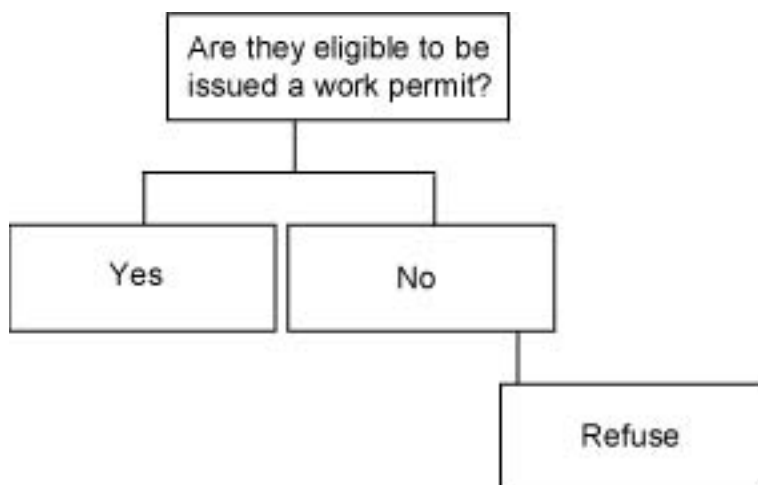 Are they eligible to be
issued a work permit?
Yes
No
Refuse